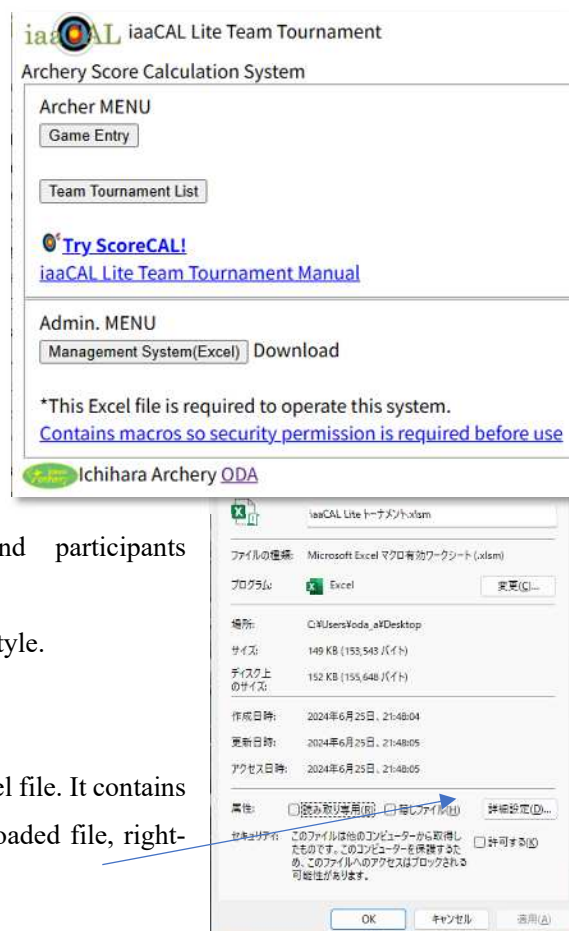 iaaCAL iaaCAL Lite Team Tournament
Archery Score Calculation System
Archer MENU
Game Entry
Team Tournament List
Try ScoreCAL!
iaaCAL Lite Team Tournament Manual
Admin. MENU
Management System(Excel) Download
*This Excel file is required to operate this system.
Contains macros so security permission is required before use
Ichihara Archery ODA
nd participants
tyle.
el file. It contains
oaded file, right-
iaaCAL Lite トーナメント.xlsm
ファイルの種類: Microsoft Excel マクロ有効ワークシート (.xlsm)
プログラム: Excel 変更(C)...
場所: C:¥Users¥oda_a¥Desktop
サイズ: 149 KB (153,543 バイト)
ディスク上
のサイズ: 152 KB (155,648 バイト)
作成日時: 2024年6月25日、21:48:04
更新日時: 2024年6月25日、21:48:05
アクセス日時: 2024年6月25日、21:48:05
属性: 読み取り専用(R) 隠しファイル(H) 詳細設定(D)...
セキュリティ: このファイルは他のコンピューターから取得し
たものです。このコンピューターを保護するた
め、このファイルへのアクセスはブロックされる
可能性があります。
許可する(K)
OK キャンセル 適用(A)